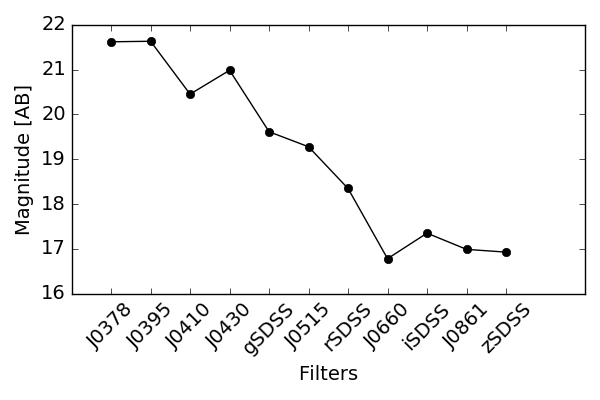 22
21
20
19
18
17
16
Magnitude [AB]
J0378
J0395
J0410
J0430
gSDSS
J0515
rSDSS
J0660
iSDSS
J0861
zSDSS
Filters